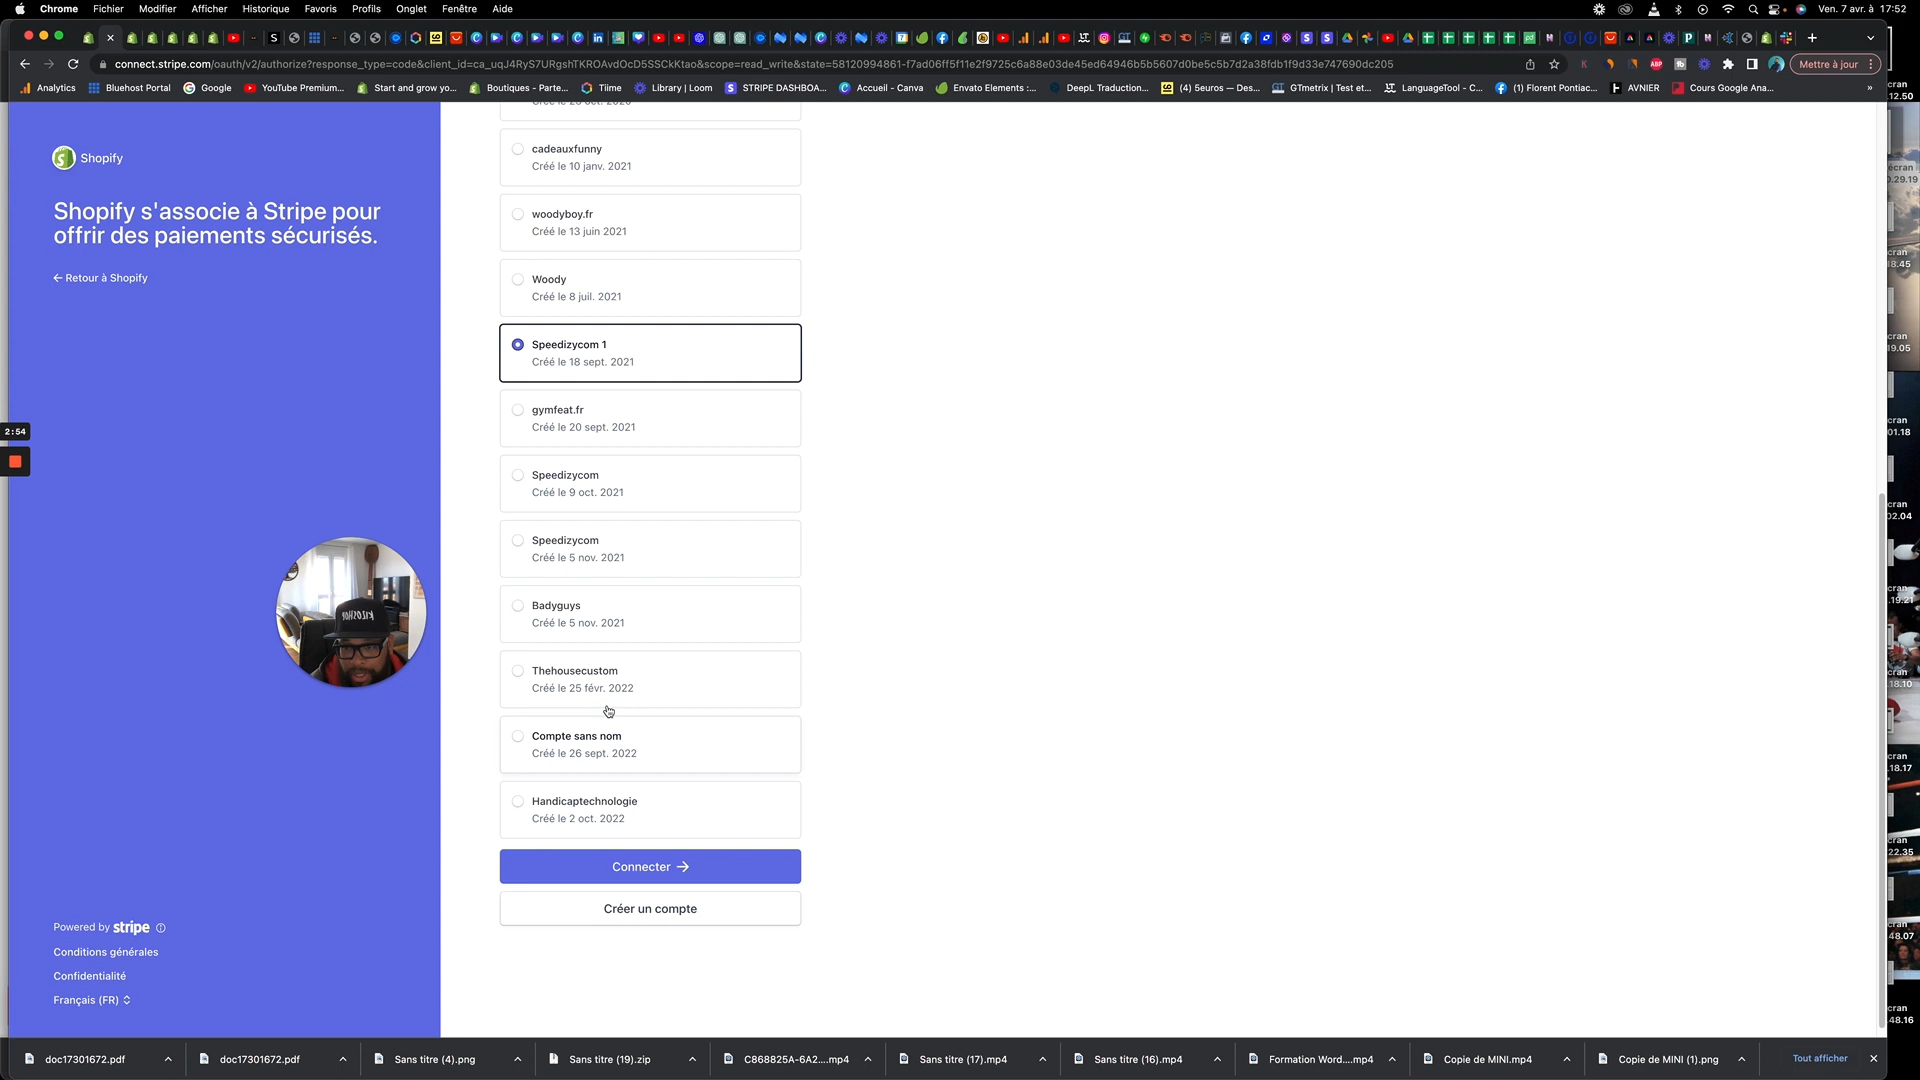 Chrome Fichier Modifier Afficher Historique Favoris Profils Onglet Fenêtre Aide
Ven. 7 avr. à 17:52
connect.stripe.com/oauth/v2/authorize?response_type=code&client_id=ca_uqJ4RyS7URgshTKROAvdOcD5SSCkKtao&scope=read_write&state=58120994861-f7ad06ff5f11e2f9725c6a88e03de45ed64946b5b5607d0be5c5b7d2a38fdb1f9d33e747690dc205
Mettre à jour
Analytics Bluehost Portal Google YouTube Premium... Start and grow yo... Boutiques - Parte... Tiime Library | Loom STRIPE DASHBOA... Accueil - Canva Envato Elements :... DeepL Traduction... (4) 5euros — Des... GTmetrix | Test et... LanguageTool - C... (1) Florent Pontiac... AVNIER Cours Google Ana... »
Shopify
Shopify s'associe à Stripe pour
offrir des paiements sécurisés.
← Retour à Shopify
2:54
Powered by stripe
Conditions générales
Confidentialité
Français (FR)
cadeauxfunny
Créé le 10 janv. 2021
woodyboy.fr
Créé le 13 juin 2021
Woody
Créé le 8 juil. 2021
Speedizycom 1
Créé le 18 sept. 2021
gymfeat.fr
Créé le 20 sept. 2021
Speedizycom
Créé le 9 oct. 2021
Speedizycom
Créé le 5 nov. 2021
Badyguys
Créé le 5 nov. 2021
Thehousecustom
Créé le 25 févr. 2022
Compte sans nom
Créé le 26 sept. 2022
Handicaptechnologie
Créé le 2 oct. 2022
Connecter →
Créer un compte
doc17301672.pdf doc17301672.pdf Sans titre (4).png Sans titre (19).zip C868825A-6A2....mp4 Sans titre (17).mp4 Sans titre (16).mp4 Formation Word....mp4 Copie de MINI.mp4 Copie de MINI (1).png Tout afficher